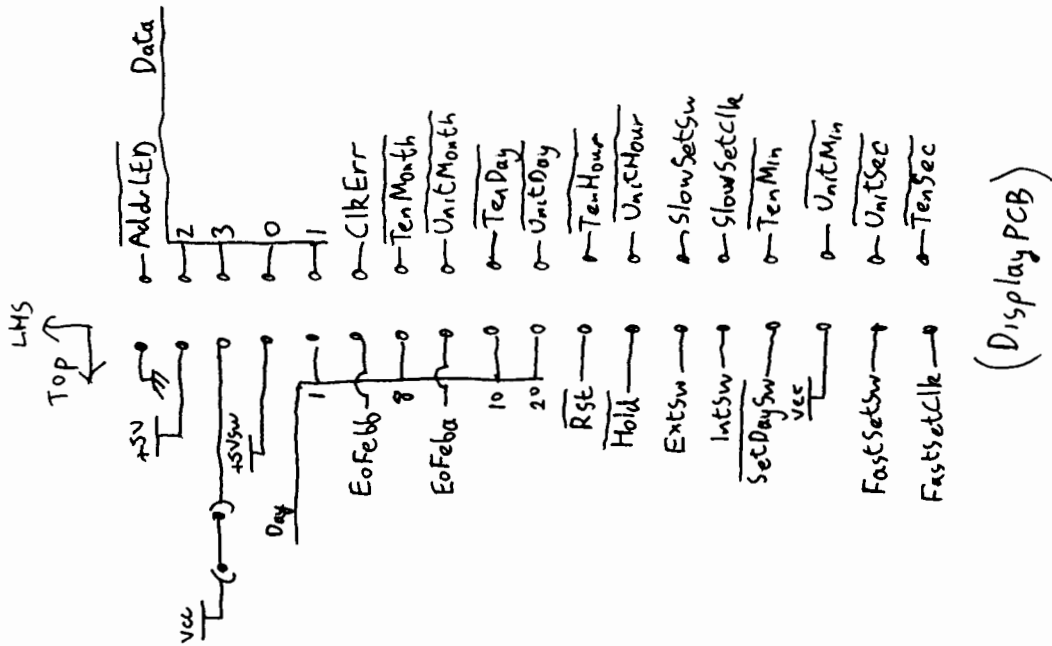 LHS
Top
AddrLED
Data
+5V
2
3
+5VSw
0
Vcc
1
1
Day
EoFebb
ClkErr
8
TenMonth
EoFeba
UnitMonth
10
TenDay
20
UnitDay
Rst
TenHour
Hold
UnitHour
ExtSw
SlowSetSw
IntSw
SlowSetClk
SetDaySw
TenMin
Vcc
UnitMin
FastSetSw
UnitSec
FastSetClk
TenSec
(DisplayPCB)